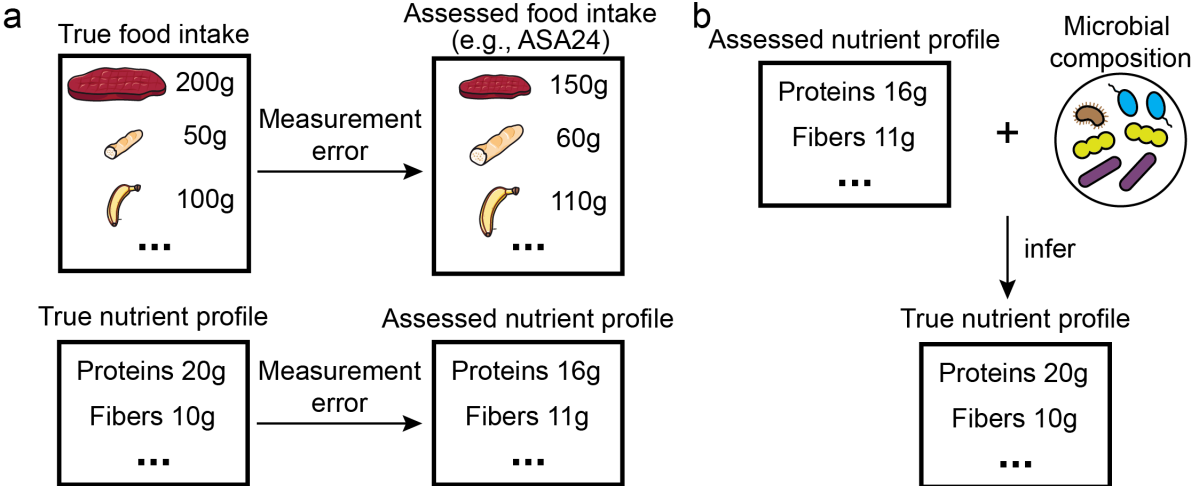 a
True food intake
200g
50g
100g
...
Measurement
error
Assessed food intake
(e.g., ASA24)
150g
60g
110g
...
True nutrient profile
Proteins 20g
Fibers 10g
...
Measurement
error
Assessed nutrient profile
Proteins 16g
Fibers 11g
...
b
Assessed nutrient profile
Proteins 16g
Fibers 11g
...
+
Microbial
composition
infer
True nutrient profile
Proteins 20g
Fibers 10g
...